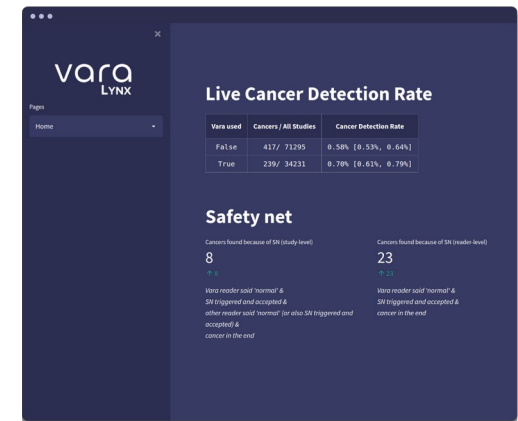 ×
vara
LYNX
Pages
Home
Live Cancer Detection Rate
Vara used Cancers / All Studies Cancer Detection Rate
False 417/ 71295 0.58% [0.53%, 0.64%]
True 239/ 34231 0.70% [0.61%, 0.79%]
Safety net
Cancers found because of SN (study-level)
8
↑ 8
Vara reader said 'normal' &
SN triggered and accepted &
other reader said 'normal' (or also SN triggered and
accepted) &
cancer in the end
Cancers found because of SN (reader-level)
23
↑ 23
Vara reader said 'normal' &
SN triggered and accepted &
cancer in the end